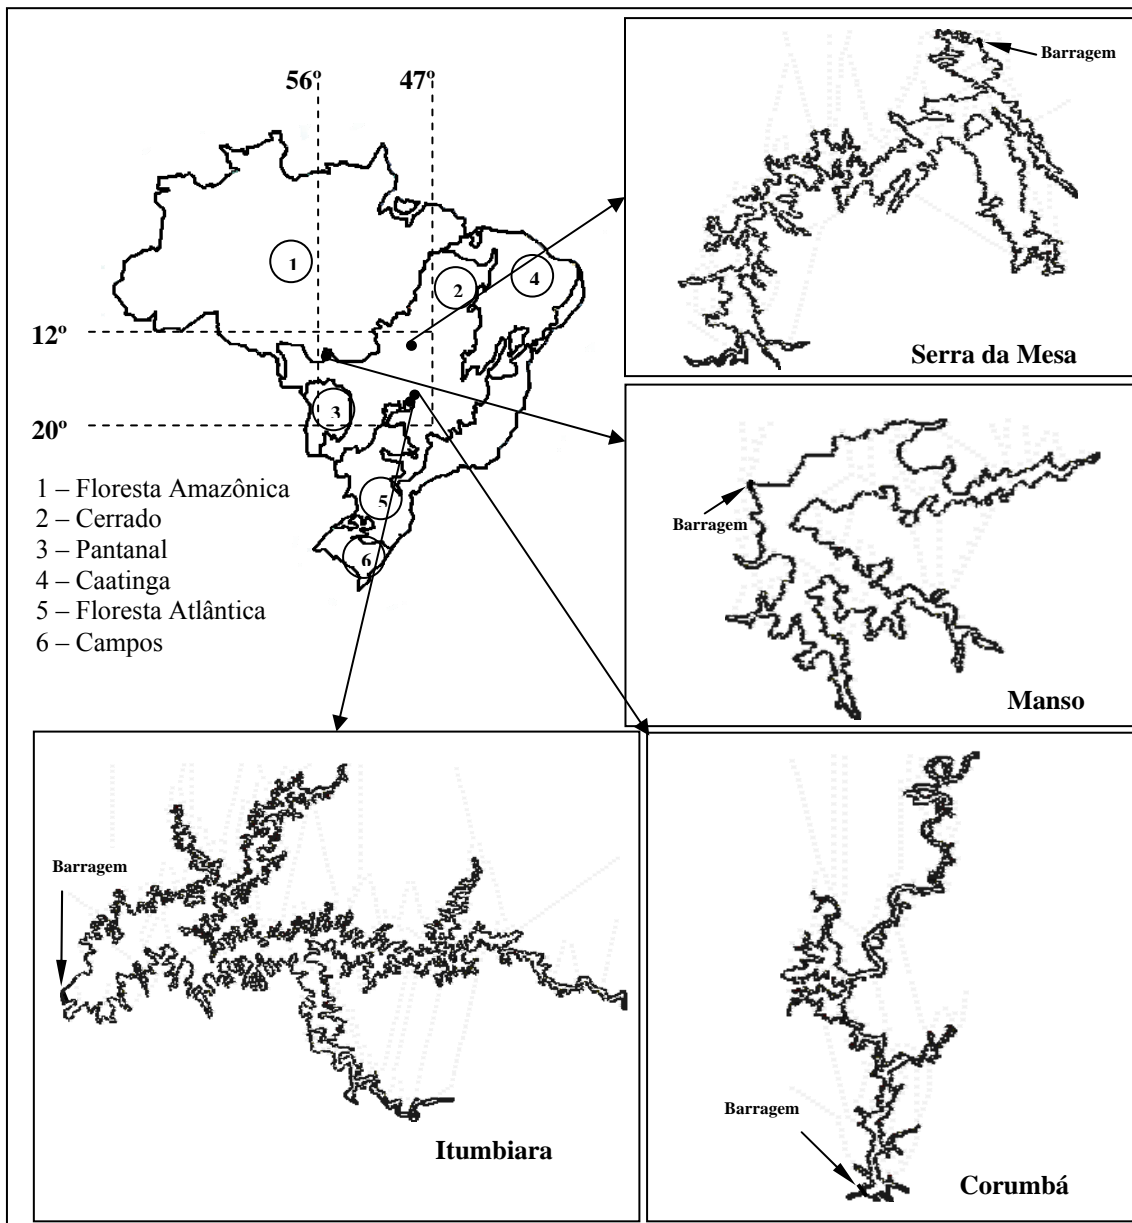 56º
47º
1
2
4
12º
3
20º
5
6
1 – Floresta Amazônica
2 – Cerrado
3 – Pantanal
4 – Caatinga
5 – Floresta Atlântica
6 – Campos
Barragem
Serra da Mesa
Barragem
Manso
Barragem
Itumbiara
Barragem
Corumbá